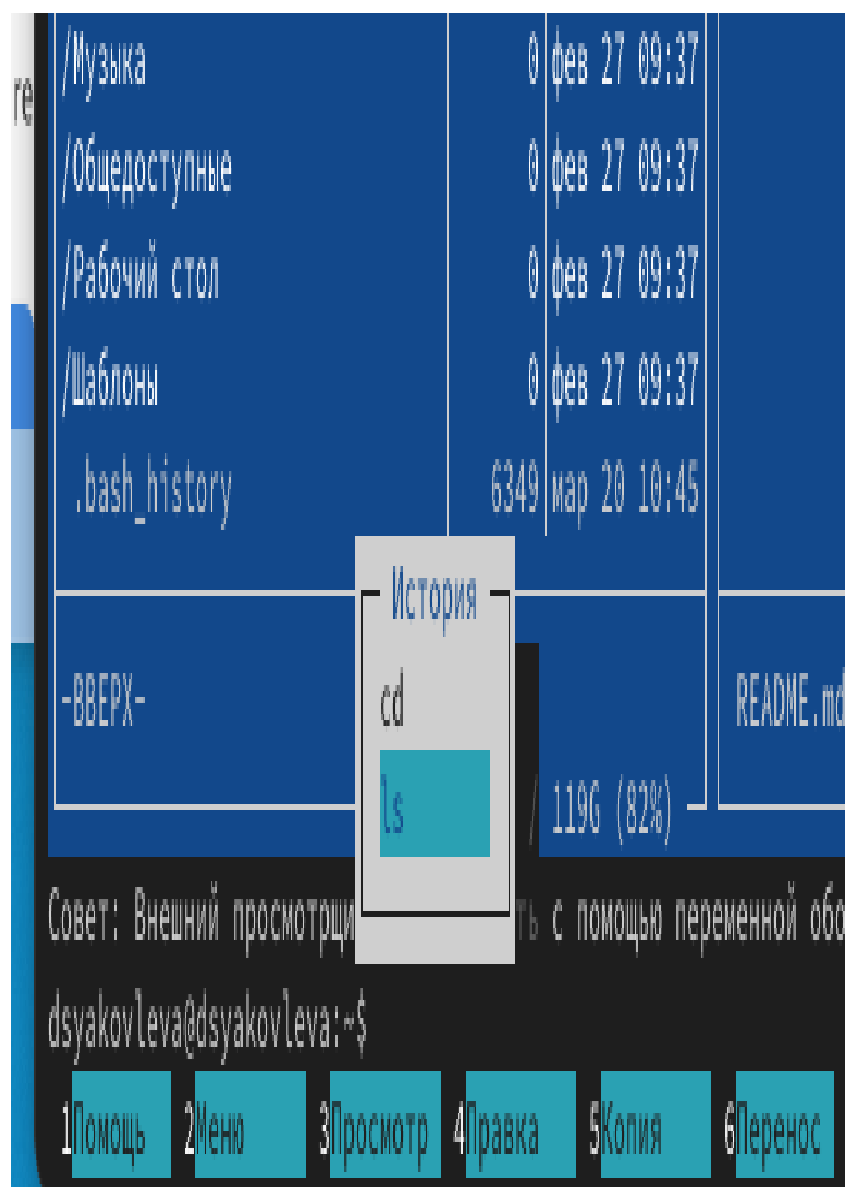 re
/Музыка 0 фев 27 09:37
/Общедоступные 0 фев 27 09:37
/Рабочий стол 0 фев 27 09:37
/Шаблоны 0 фев 27 09:37
.bash_history 6349 мар 20 10:45
История
cd
-ВВЕРХ- README.md
ls / 119G (82%)
Совет: Внешний просмотрщи ть с помощью переменной обо
dsyakovleva@dsyakovleva:~$
1Помощь 2Меню 3Просмотр 4Правка 5Копия 6Перенос